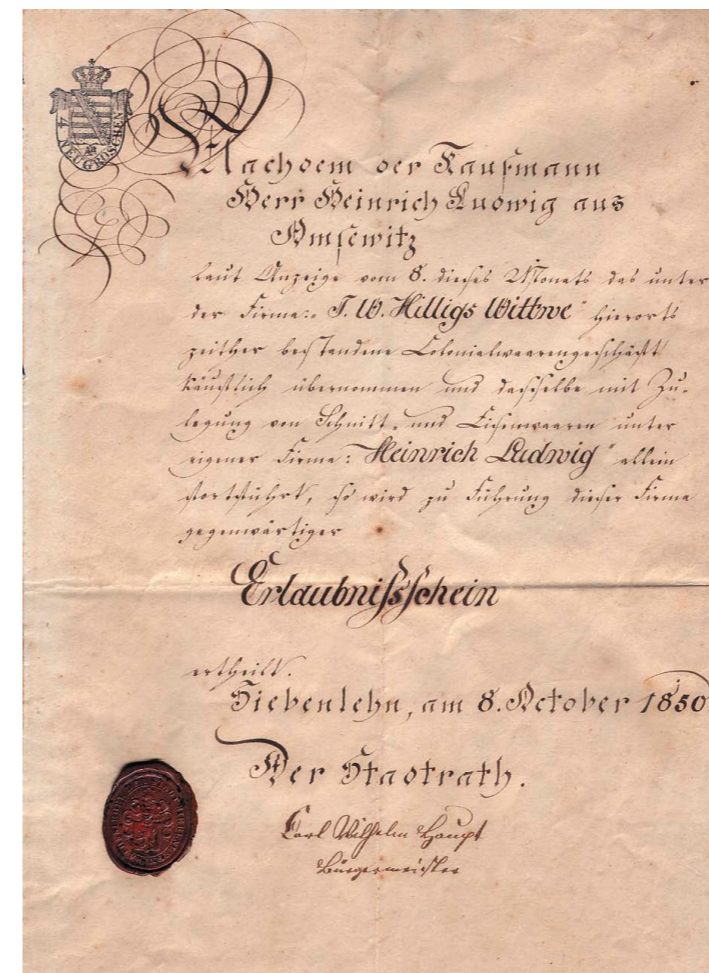 4
NEUGROSCHEN
Nachdem der Kaufmann
Herr Heinrich Ludwig aus
laut Anzeige vom 8. dieses Monats das unter
der Firma: „J. W. Hilligs Wittwe“ hierorts
zeither bestandene Colonialwaarengeschäft
käuflich übernommen und dasselbe mit Zu-
legung von Schnitt- und Eisenwaaren unter
eigener Firma: „Heinrich Ludwig“ allein
fortführt, so wird zu Führung dieser Firma
gegenwärtiger
Erlaubnißschein
ertheilt.
Siebenlehn, am 8. October 1850
Der Stadtrath.
Carl Wilhelm Haupt
Bürgermeister